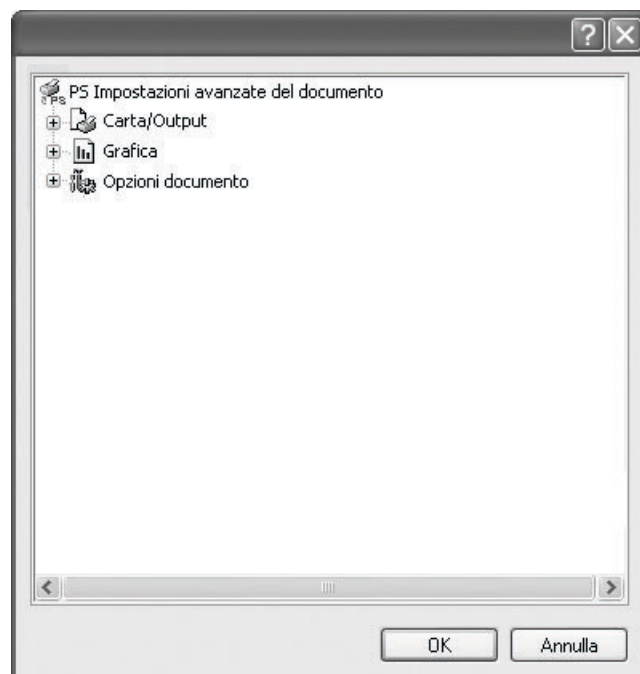 PS Impostazioni avanzate del documento
Carta/Output
Grafica
Opzioni documento
OK
Annulla